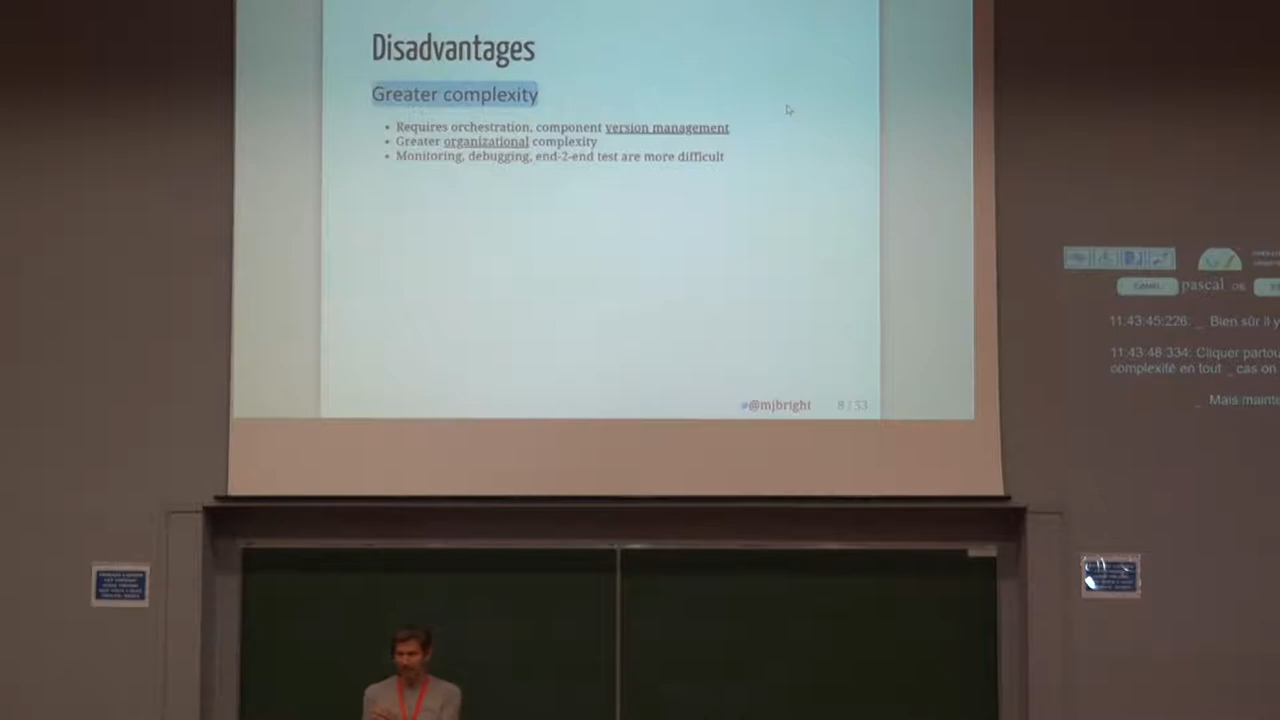 Disadvantages
Greater complexity
• Requires orchestration, component version management
• Greater organizational complexity
• Monitoring, debugging, end-2-end test are more difficult
#@mjbright 8 / 53
pascal OR
11:43:45:226: _ Bien sûr il y
11:43:48:334: Cliquer partou
complexité en tout _ cas on
_ Mais mainte